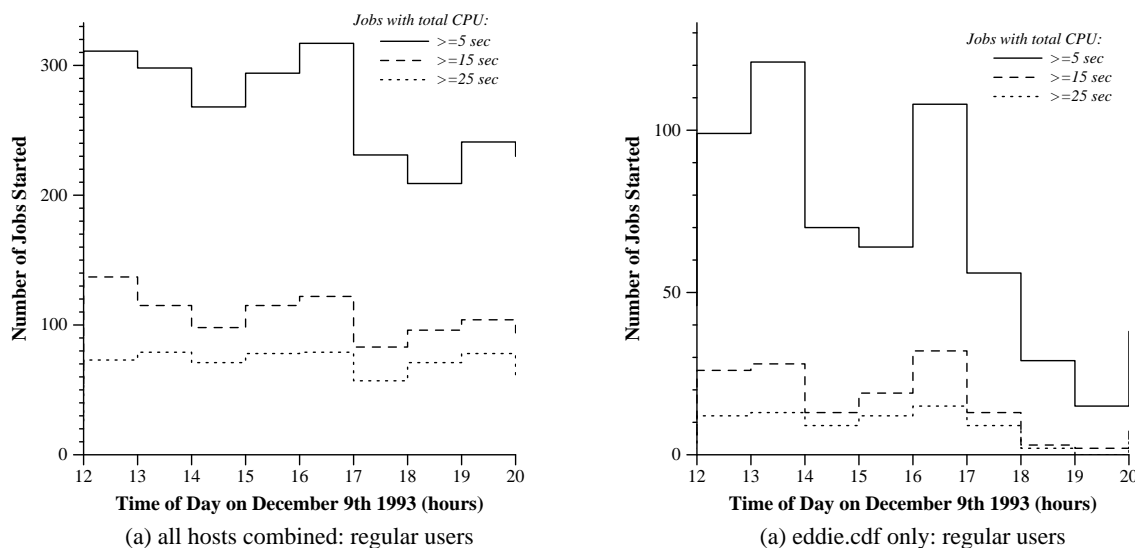 Number of Jobs Started
300
200
100
0
12 13 14 15 16 17 18 19 20
Time of Day on December 9th 1993 (hours)
Jobs with total CPU:
>=5 sec
>=15 sec
>=25 sec
(a) all hosts combined: regular users
Number of Jobs Started
100
50
0
12 13 14 15 16 17 18 19 20
Time of Day on December 9th 1993 (hours)
Jobs with total CPU:
>=5 sec
>=15 sec
>=25 sec
(a) eddie.cdf only: regular users